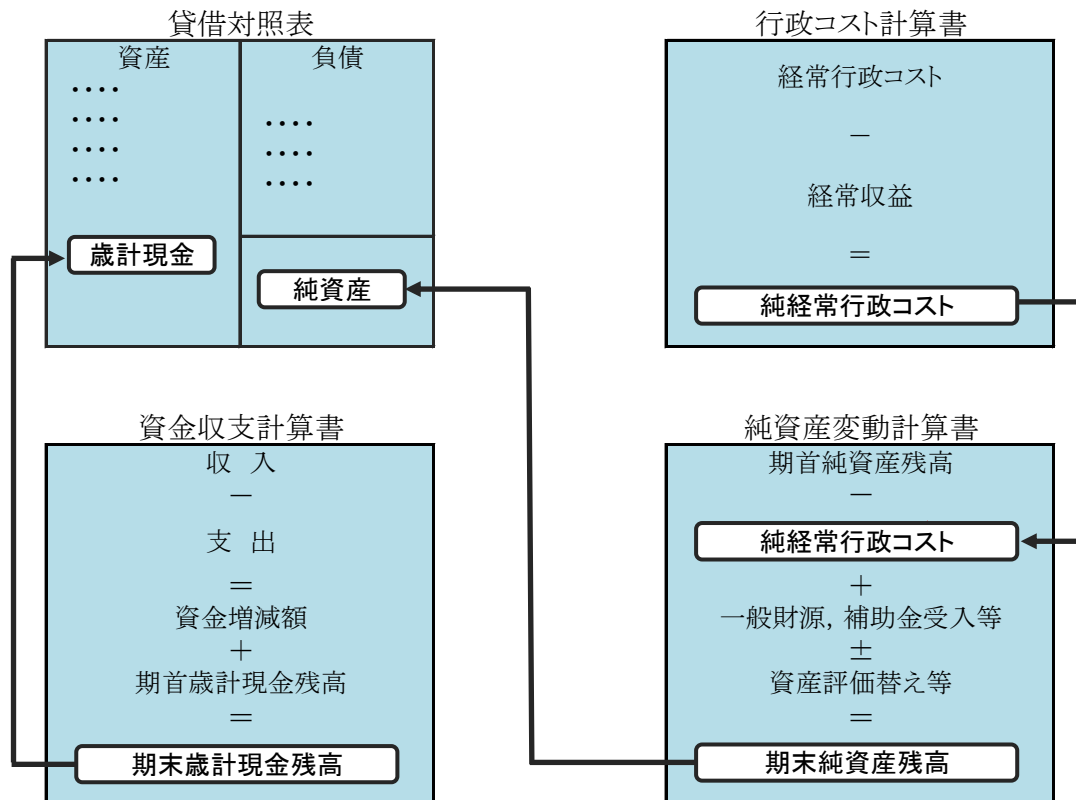 貸借対照表
資産
・・・・
・・・・
・・・・
・・・・
歳計現金
負債
・・・・
・・・・
・・・・
純資産
行政コスト計算書
経常行政コスト
－
経常収益
＝
純経常行政コスト
資金収支計算書
収 入
－
支 出
＝
資金増減額
＋
期首歳計現金残高
＝
期末歳計現金残高
純資産変動計算書
期首純資産残高
－
純経常行政コスト
＋
一般財源, 補助金受入等
±
資産評価替え等
＝
期末純資産残高